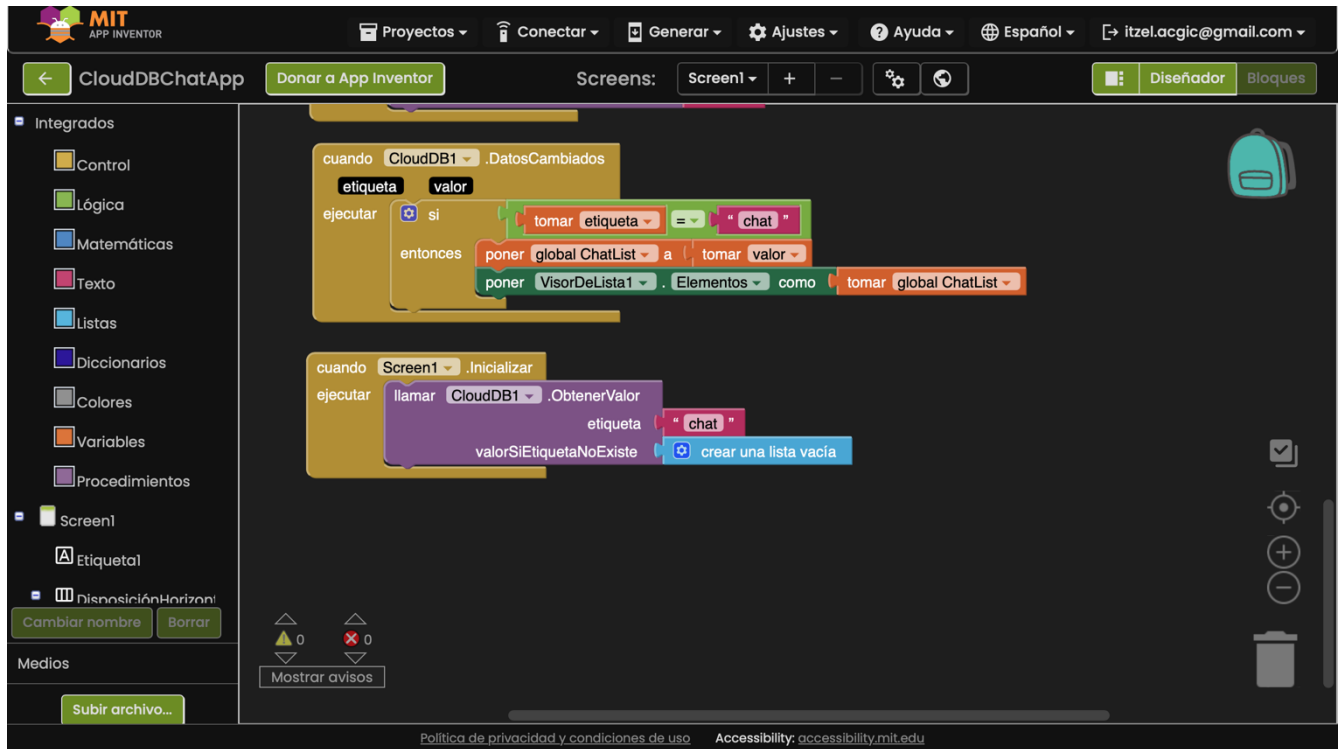 MIT
APP INVENTOR
Proyectos
Conectar
Generar
Ajustes
Ayuda
Español
itzel.acgic@gmail.com
CloudDBChatApp
Donar a App Inventor
Screens:
Screen1
+
−
Diseñador
Bloques
Integrados
Control
Lógica
Matemáticas
Texto
Listas
Diccionarios
Colores
Variables
Procedimientos
Screen1
Etiqueta1
DisposiciónHorizont
Cambiar nombre
Borrar
Medios
Subir archivo...
cuando CloudDB1 .DatosCambiados
etiqueta valor
ejecutar si tomar etiqueta = " chat "
entonces poner global ChatList a tomar valor
poner VisorDeLista1 . Elementos como tomar global ChatList
cuando Screen1 .Inicializar
ejecutar llamar CloudDB1 .ObtenerValor
etiqueta " chat "
valorSiEtiquetaNoExiste crear una lista vacía
0 0
Mostrar avisos
Política de privacidad y condiciones de uso Accessibility: accessibility.mit.edu